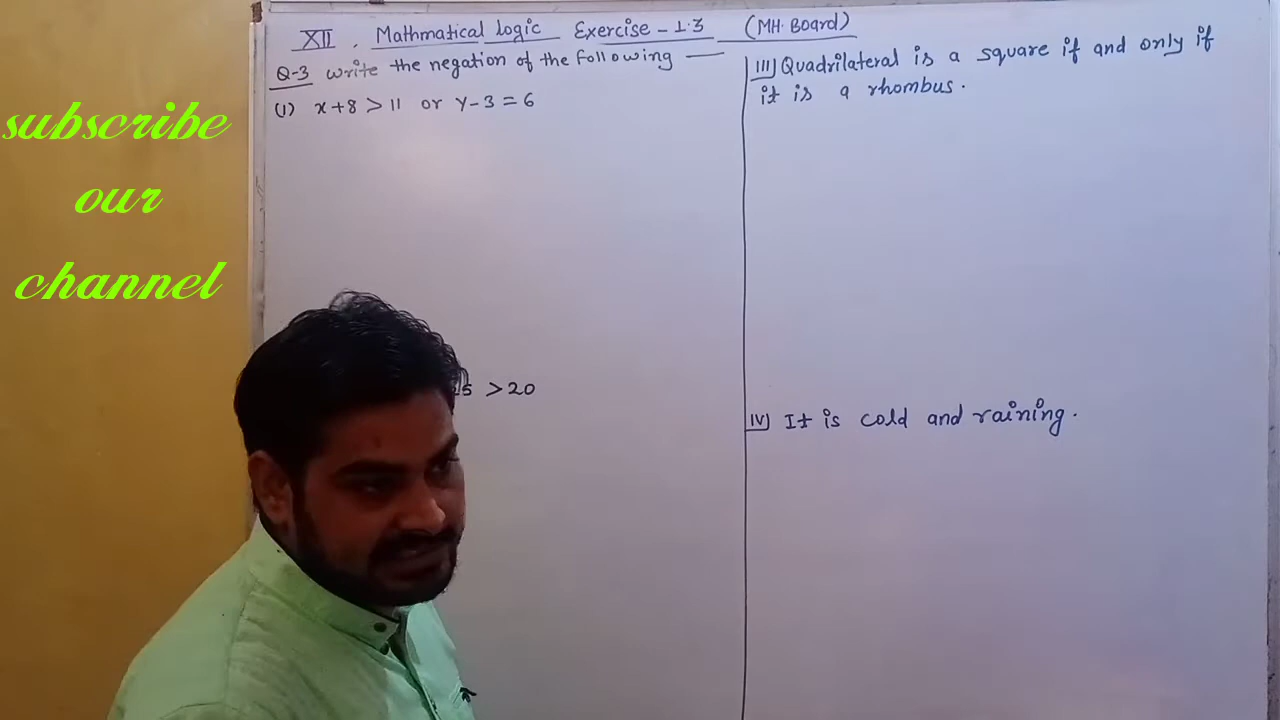 XII, Mathmatical logic Exercise - 1.3 (MH. Board)
Q-3 write the negation of the following —
(I) x+8 > 11 or y-3 = 6
> 20
III) Quadrilateral is a square if and only if
it is a rhombus.
IV) It is cold and raining.
subscribe
our
channel